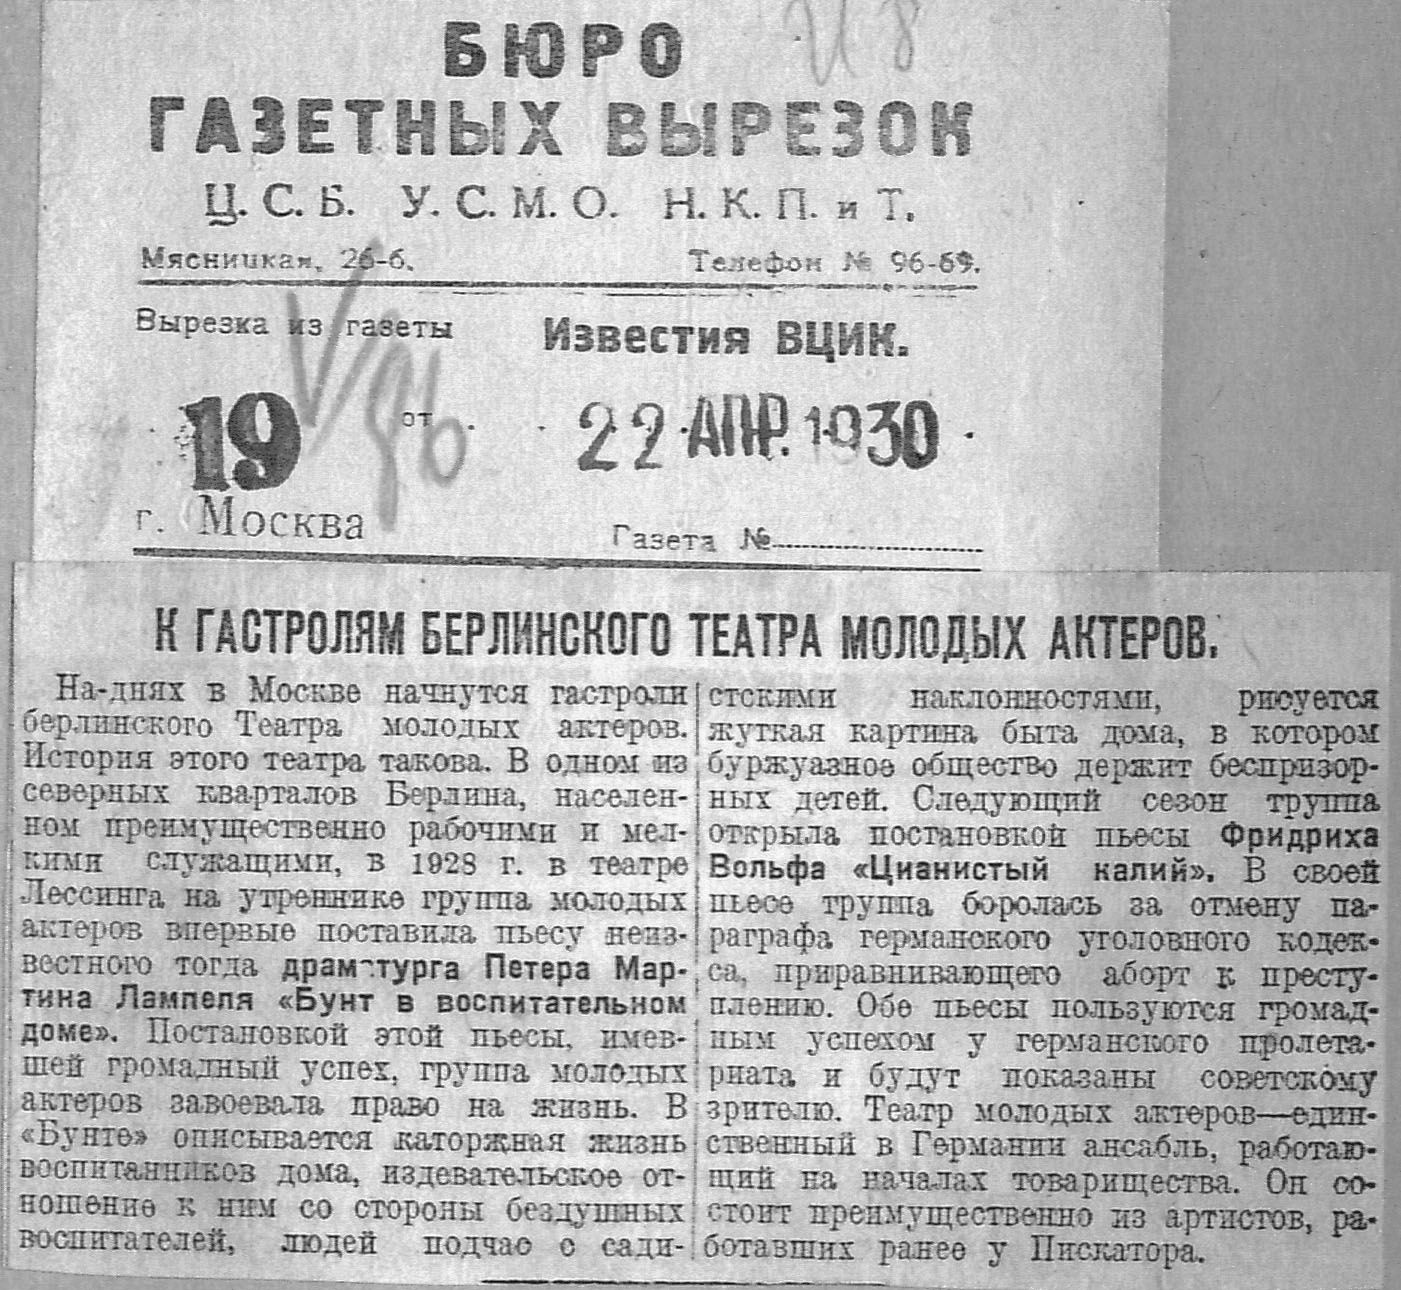 БЮРО
ГАЗЕТНЫХ ВЫРЕЗОК
Ц.С.Б. У.С.М.О. Н.К.П. и Т.
Мясницкая, 26-б. Телефон № 96-69.
Вырезка из газеты Известия ВЦИК.
19 от 22 АПР. 1930
г. Москва Газета №
К ГАСТРОЛЯМ БЕРЛИНСКОГО ТЕАТРА МОЛОДЫХ АКТЕРОВ.
На-днях в Москве начнутся гастроли
берлинского Театра молодых актеров.
История этого театра такова. В одном из
северных кварталов Берлина, населен-
ном преимущественно рабочими и мел-
кими служащими, в 1928 г. в театре
Лессинга на утреннике группа молодых
актеров впервые поставила пьесу неиз-
вестного тогда драматурга Петера Мар-
тина Лампеля «Бунт в воспитательном
доме». Постановкой этой пьесы, имев-
шей громадный успех, группа молодых
актеров завоевала право на жизнь. В
«Бунте» описывается каторжная жизнь
воспитанников дома, издевательское от-
ношение к ним со стороны бездушных
воспитателей, людей подчас с сади-
стскими наклонностями, рисуется
жуткая картина быта дома, в котором
буржуазное общество держит беспризор-
ных детей. Следующий сезон труппа
открыла постановкой пьесы Фридриха
Вольфа «Цианистый калий». В своей
пьесе труппа боролась за отмену па-
раграфа германского уголовного кодек-
са, приравнивающего аборт к престу-
плению. Обе пьесы пользуются громад-
ным успехом у германского пролета-
риата и будут показаны советскому
зрителю. Театр молодых актеров—един-
ственный в Германии ансабль, работаю-
щий на началах товарищества. Он со-
стоит преимущественно из артистов, ра-
ботавших ранее у Пискатора.